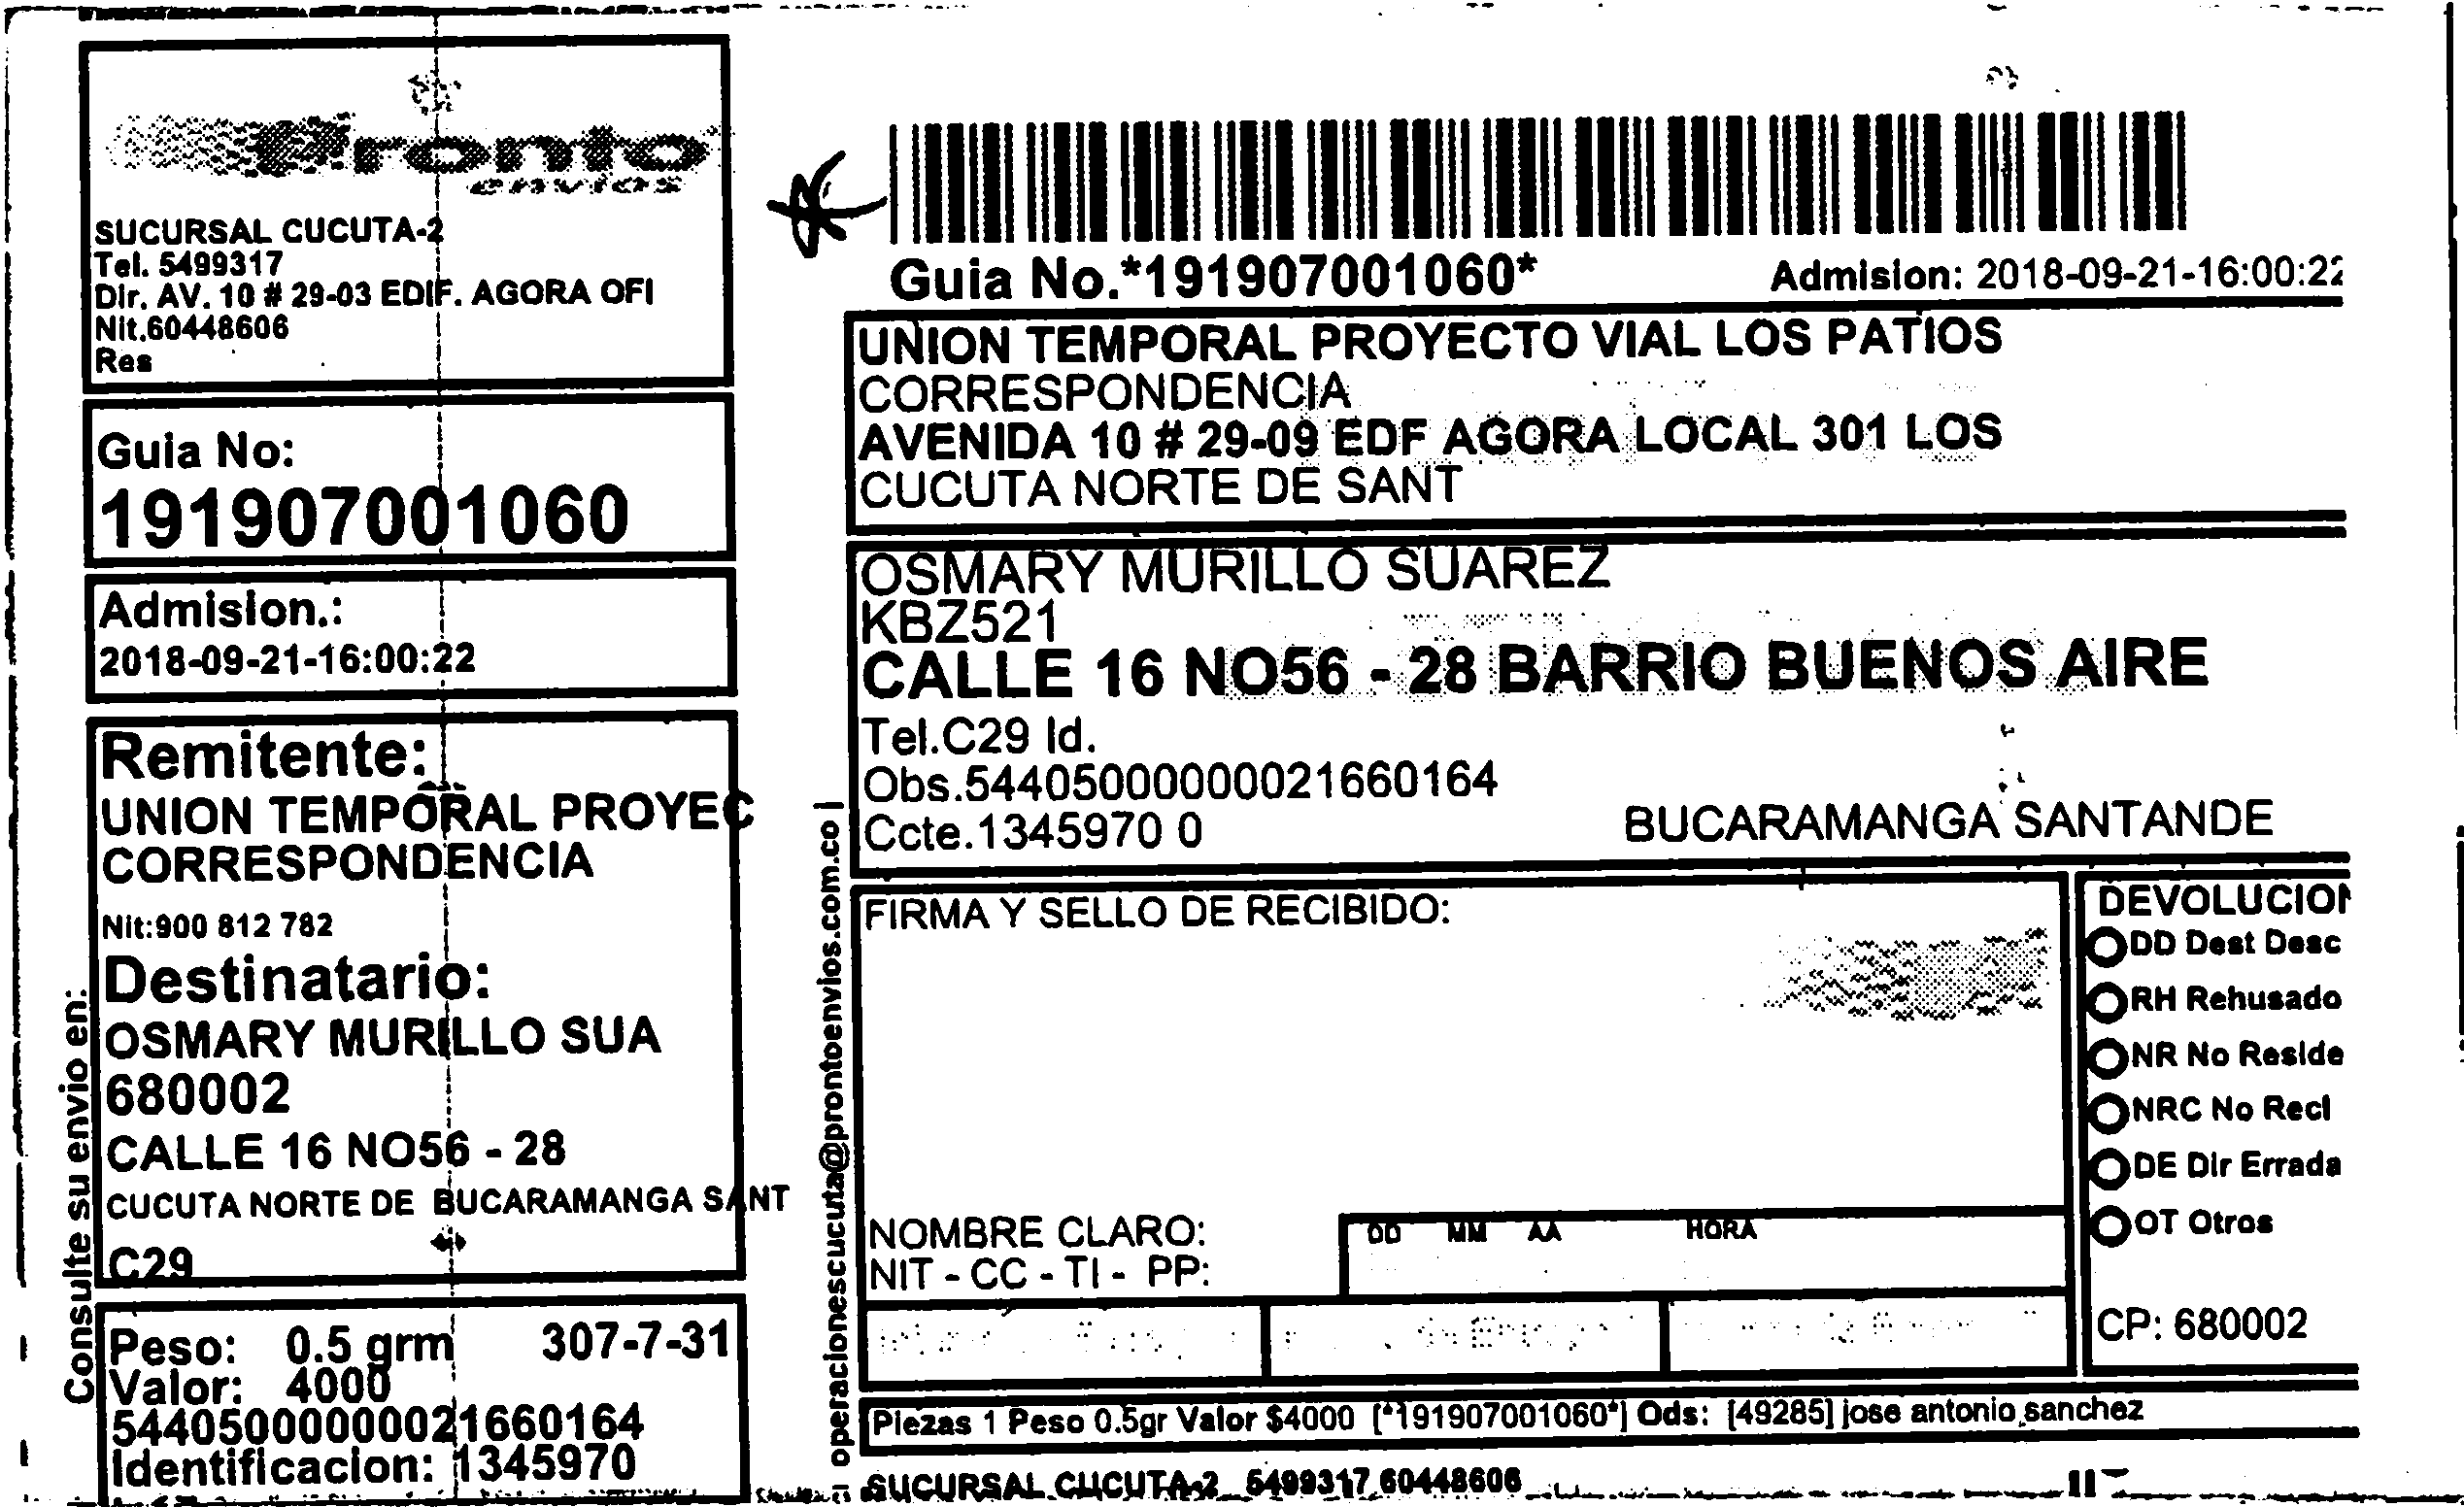 Pronto
envios
SUCURSAL CUCUTA-2
Tel. 5499317
Dir. AV. 10 # 29-03 EDIF. AGORA OFI
Nit.60448606
Res
Guia No:
191907001060
Admision.:
2018-09-21-16:00:22
Remitente:
UNION TEMPORAL PROYEC
CORRESPONDENCIA
Nit:900 812 782
Destinatario:
OSMARY MURILLO SUA
680002
CALLE 16 NO56 - 28
CUCUTA NORTE DE BUCARAMANGA SANT
C29
Peso: 0.5 grm 307-7-31
Valor: 4000
544050000000021660164
Identificacion: 1345970
Consulte su envio en:
operacionescucuta@prontoenvios.com.co |
Guia No.*191907001060* Admision: 2018-09-21-16:00:22
UNION TEMPORAL PROYECTO VIAL LOS PATIOS
CORRESPONDENCIA
AVENIDA 10 # 29-09 EDF AGORA LOCAL 301 LOS
CUCUTA NORTE DE SANT
OSMARY MURILLO SUAREZ
KBZ521
CALLE 16 NO56 - 28 BARRIO BUENOS AIRE
Tel.C29 Id.
Obs.544050000000021660164
Ccte.1345970 0 BUCARAMANGA SANTANDE
FIRMA Y SELLO DE RECIBIDO:
NOMBRE CLARO:
NIT - CC - TI - PP:
DD MM AA HORA
DEVOLUCION
DD Dest Desc
RH Rehusado
NR No Reside
NRC No Recl
DE Dir Errada
OT Otros
CP: 680002
Piezas 1 Peso 0.5gr Valor $4000 [*191907001060*] Ods: [49285] jose antonio sanchez
SUCURSAL CUCUTA-2 5499317 60448606